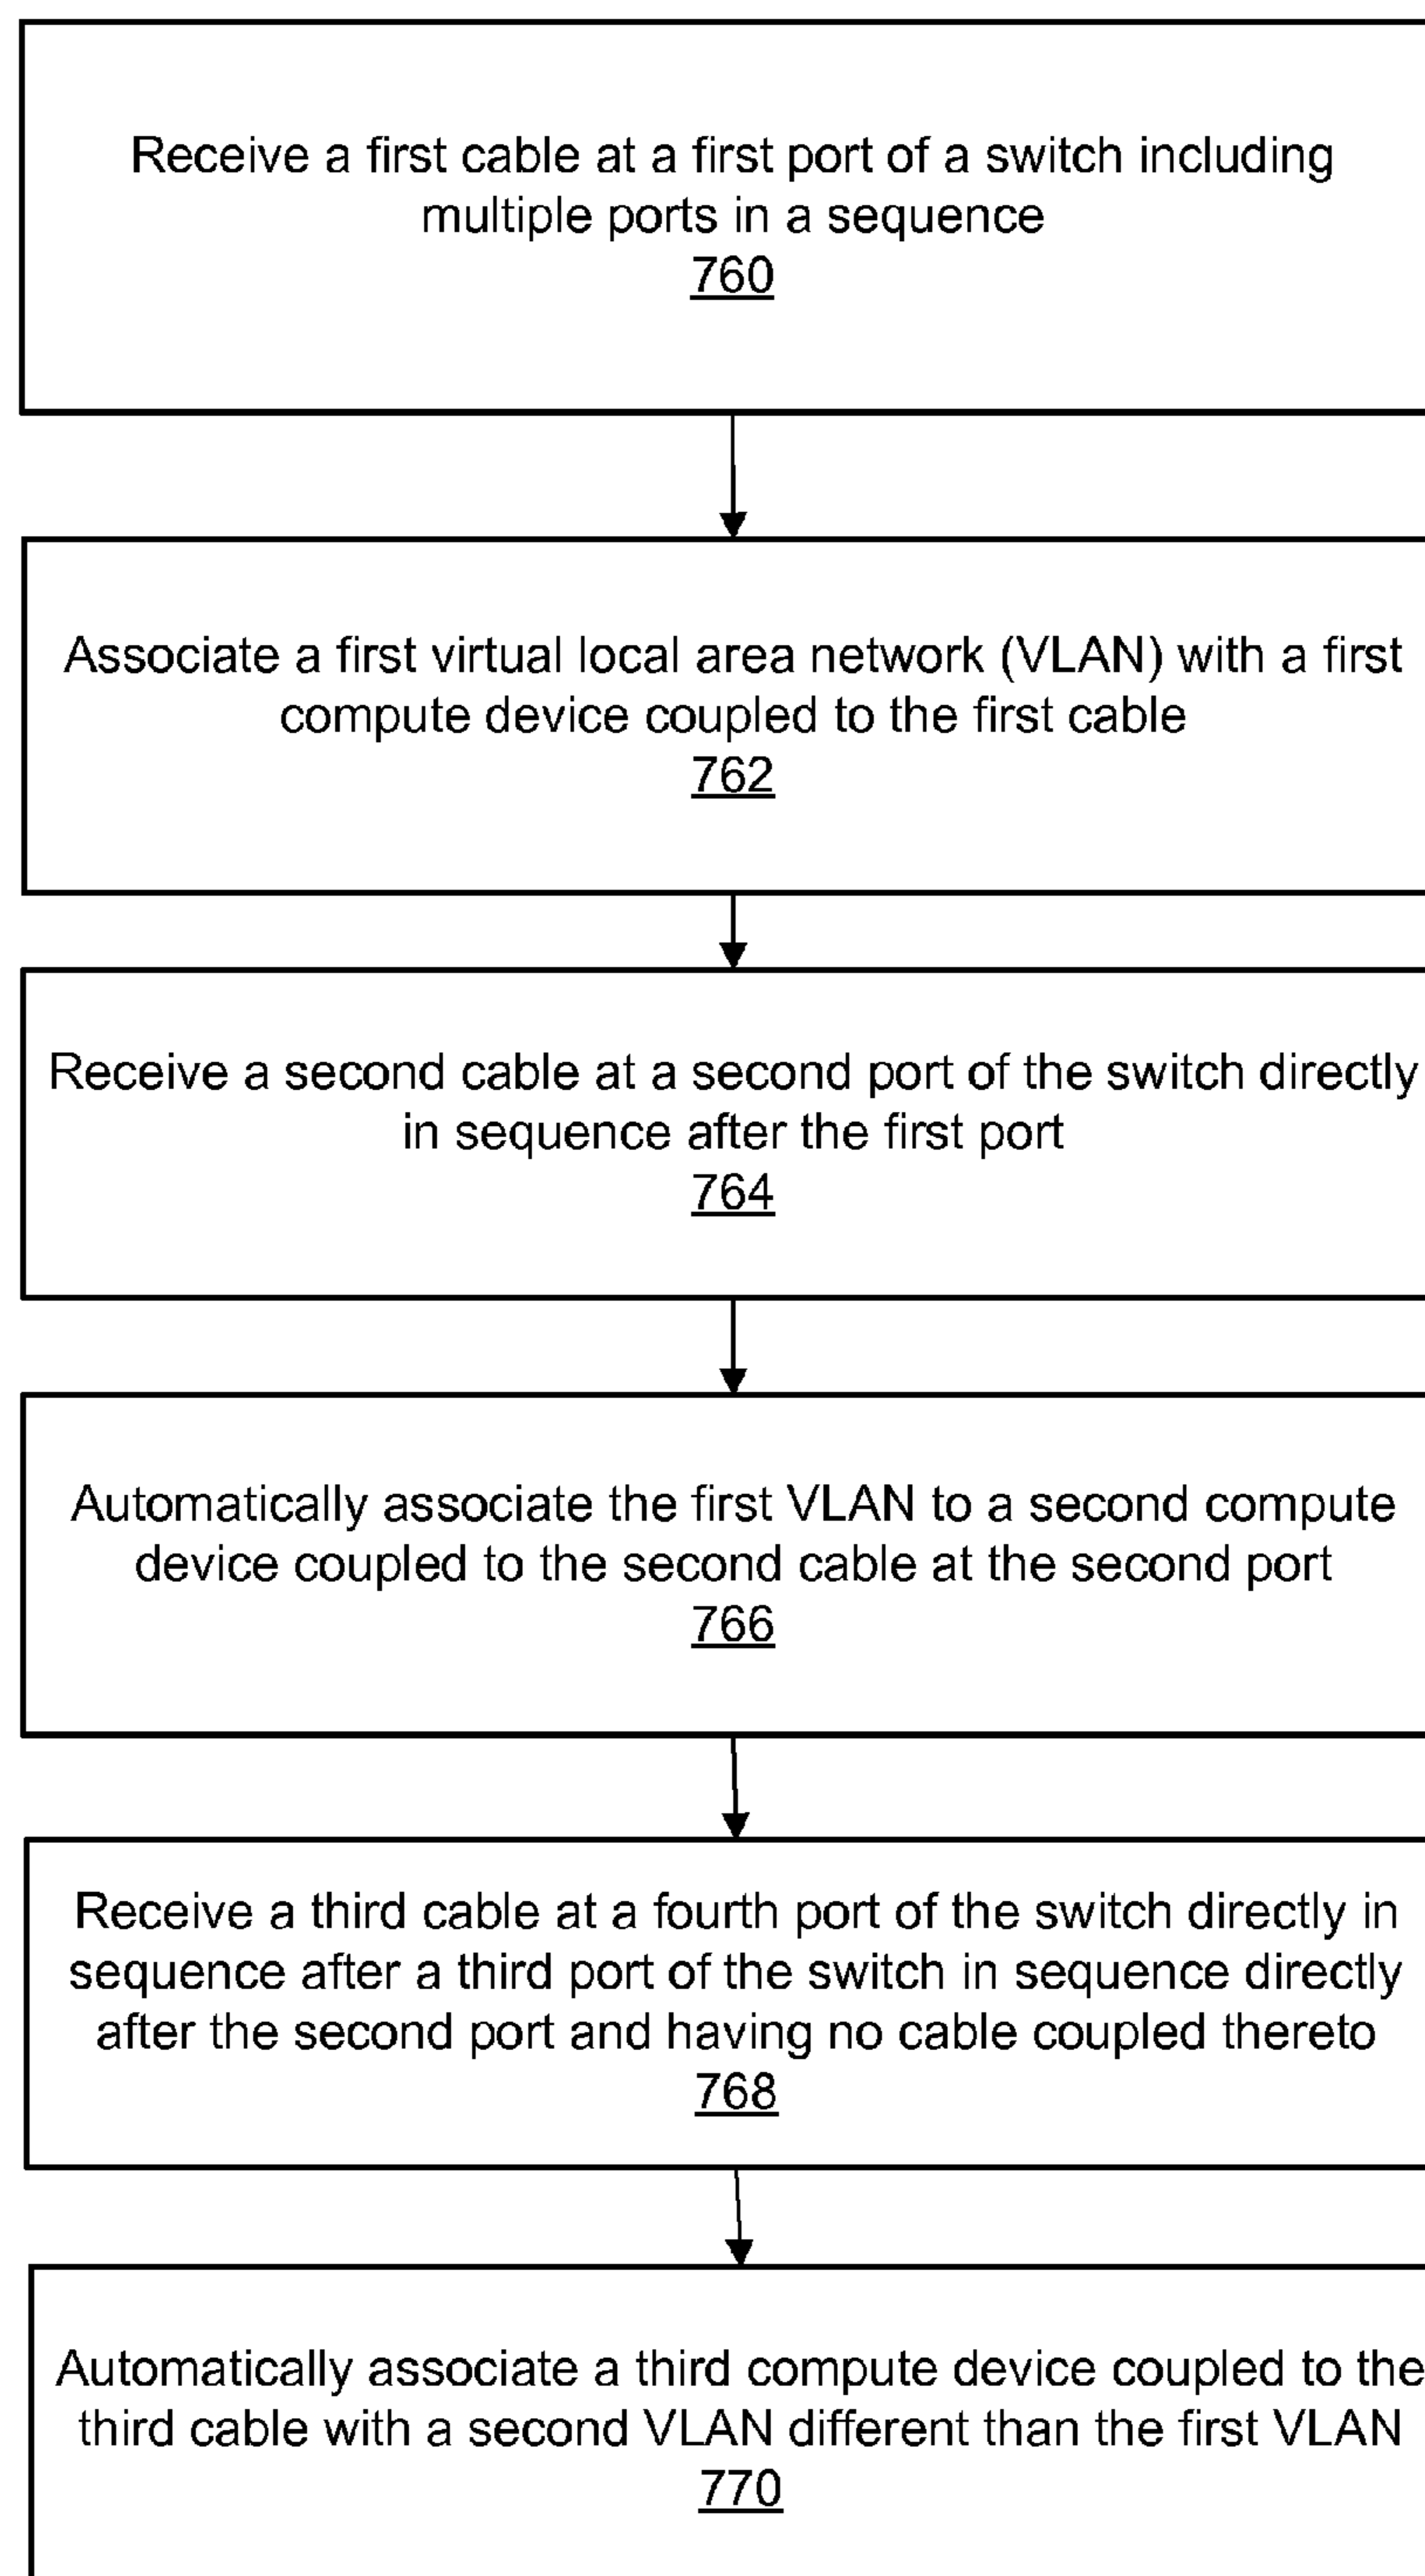 Receive a first cable at a first port of a switch including
multiple ports in a sequence
760
Associate a first virtual local area network (VLAN) with a first
compute device coupled to the first cable
762
Receive a second cable at a second port of the switch directly
in sequence after the first port
764
Automatically associate the first VLAN to a second compute
device coupled to the second cable at the second port
766
Receive a third cable at a fourth port of the switch directly in
sequence after a third port of the switch in sequence directly
after the second port and having no cable coupled thereto
768
Automatically associate a third compute device coupled to the
third cable with a second VLAN different than the first VLAN
770